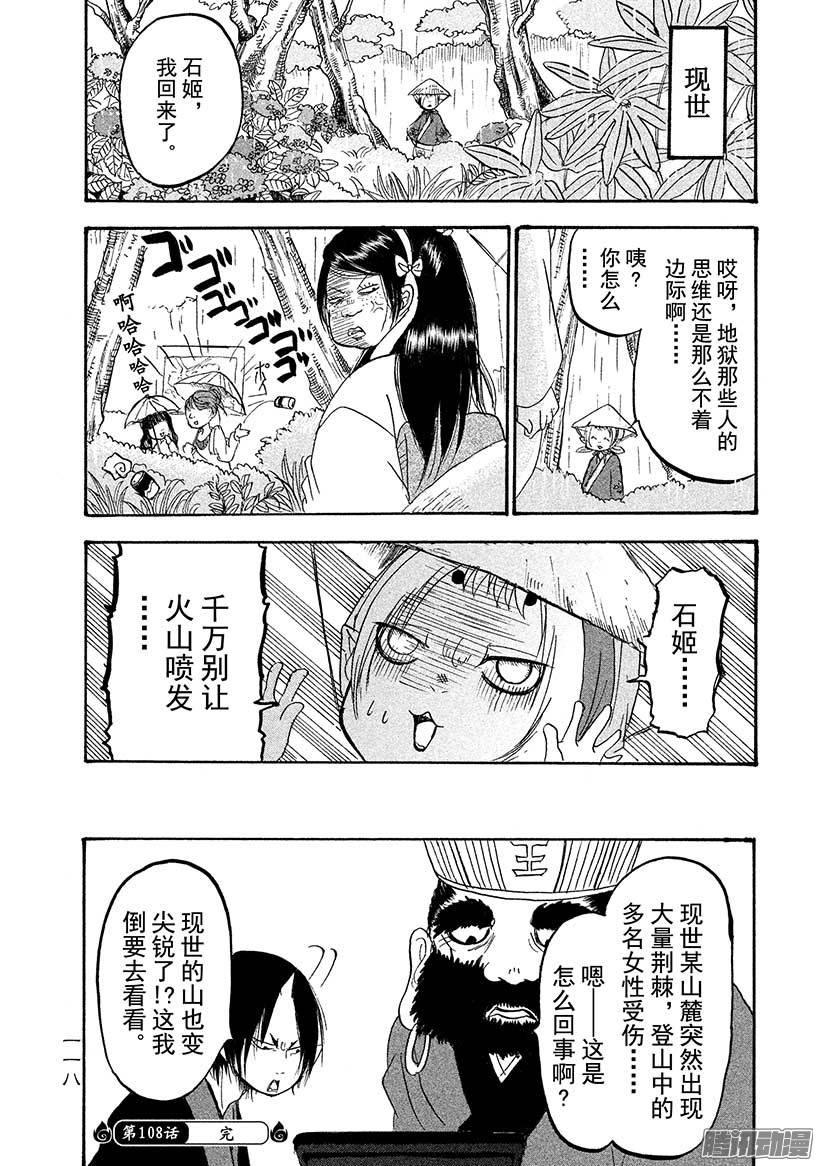 现世
石姬，
我回来了。
哎呀，地狱那些人的
思维还是那么不着
边际啊……
咦？
你怎么
ゴゴゴゴゴ
啊哈哈哈哈
石姬……
千万别让
火山喷发
……
现世某山麓突然出现
大量荆棘，登山中的
多名女性受伤……
嗯——这是
怎么回事啊？
王
现世的山也变
尖锐了！？这我
倒要去看看。
一一八
第108话 完
腾讯动漫